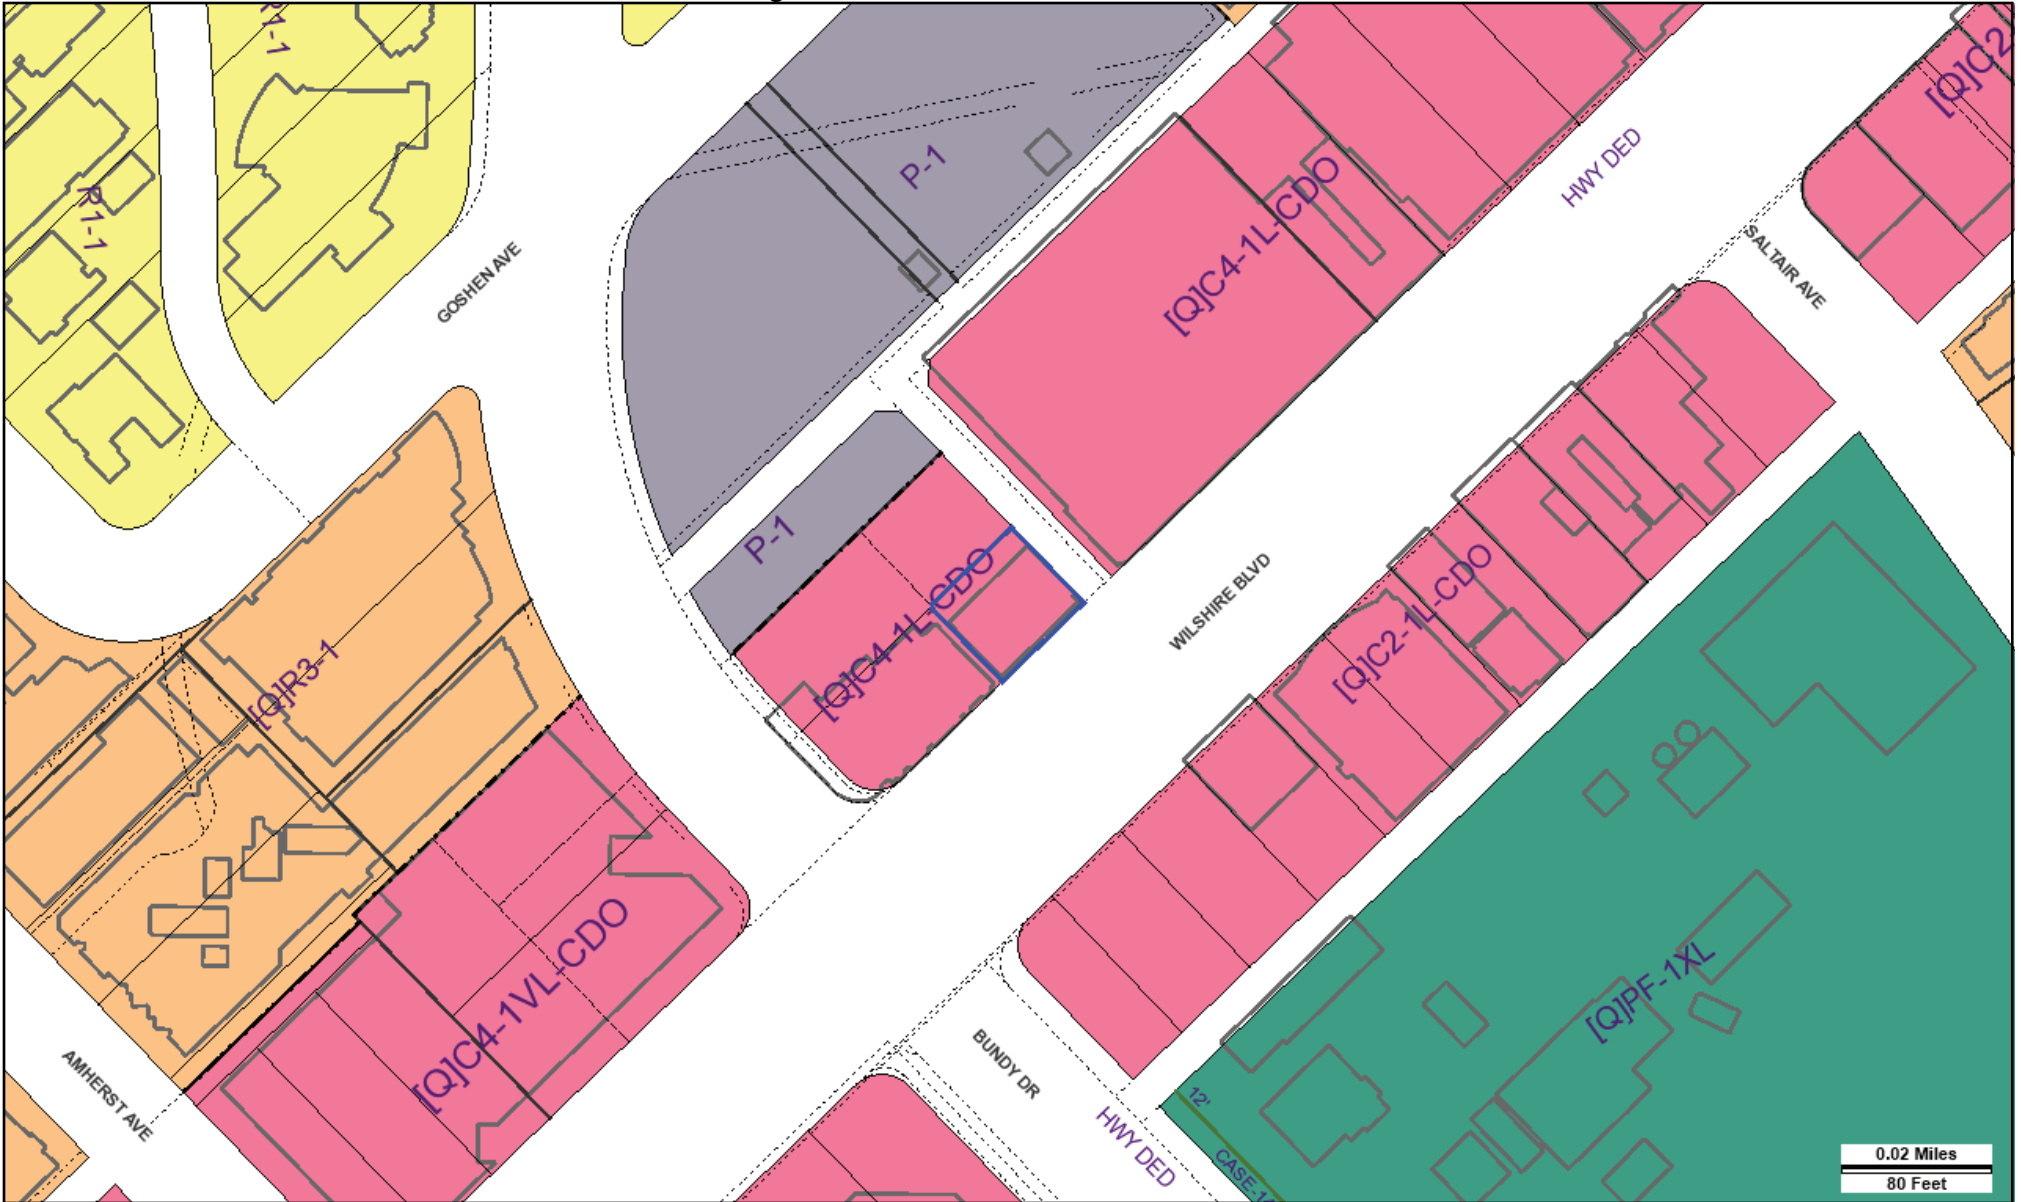 R1-1
[Q]C2
HWY DED
P-1
R1-1
[Q]C4-1L-CDO
SALTAIR AVE
GOSHEN AVE
P-1
WILSHIRE BLVD
[Q]C4-1L-CDO
[Q]C2-1L-CDO
[Q]R3-1
[Q]C4-1VL-CDO
[Q]PF-1XL
BUNDY DR
AMHERST AVE
12'
HWY DED
0.02 Miles
80 Feet